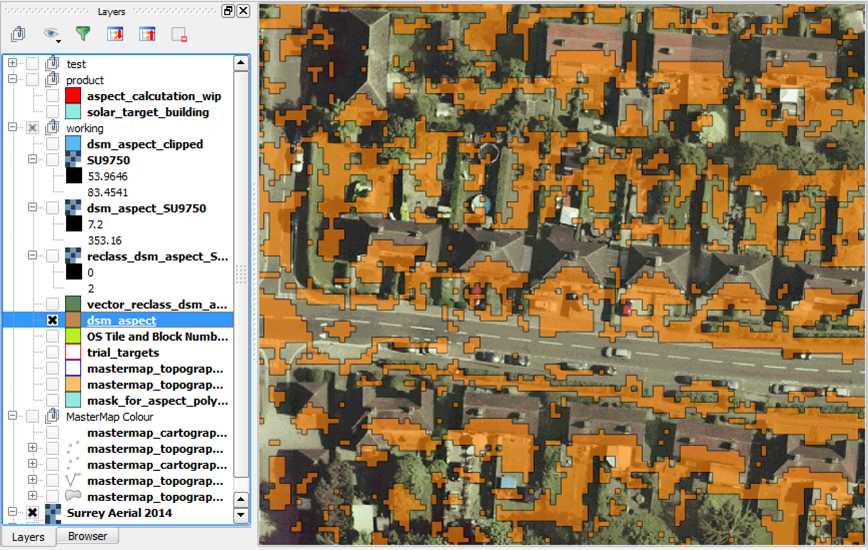 Layers
test
product
aspect_calcutation_wip
solar_target_building
working
dsm_aspect_clipped
SU9750
53.9646
83.4541
dsm_aspect_SU9750
7.2
353.16
reclass_dsm_aspect_S...
0
2
vector_reclass_dsm_a...
dsm_aspect
OS Tile and Block Numb...
trial_targets
mastermap_topograp...
mastermap_topograp...
mask_for_aspect_poly...
MasterMap Colour
mastermap_cartograp...
mastermap_topograp...
mastermap_cartograp...
mastermap_topograp...
mastermap_topograp...
Surrey Aerial 2014
Layers Browser